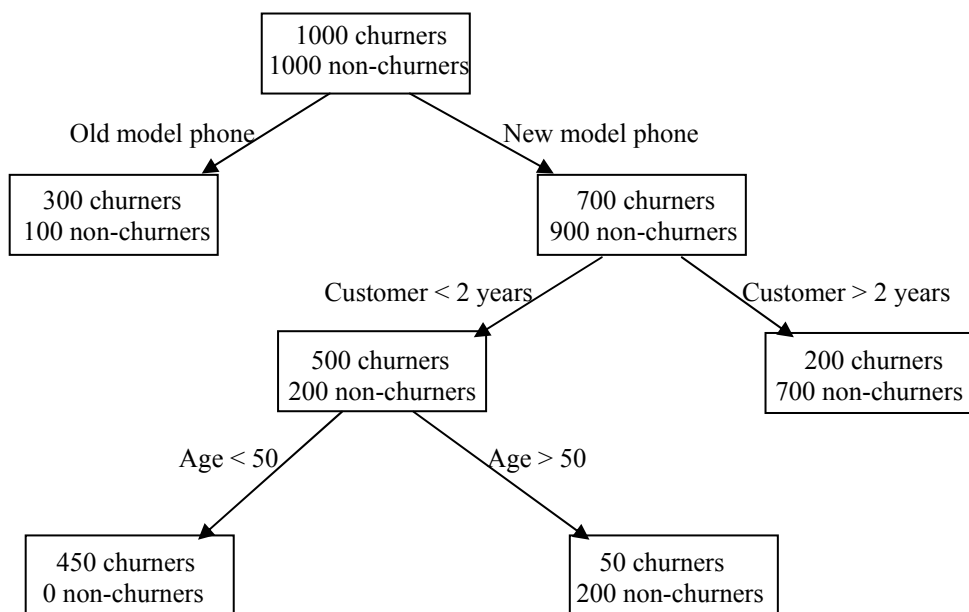 1000 churners
1000 non-churners
Old model phone
New model phone
300 churners
100 non-churners
700 churners
900 non-churners
Customer < 2 years
Customer > 2 years
500 churners
200 non-churners
200 churners
700 non-churners
Age < 50
Age > 50
450 churners
0 non-churners
50 churners
200 non-churners